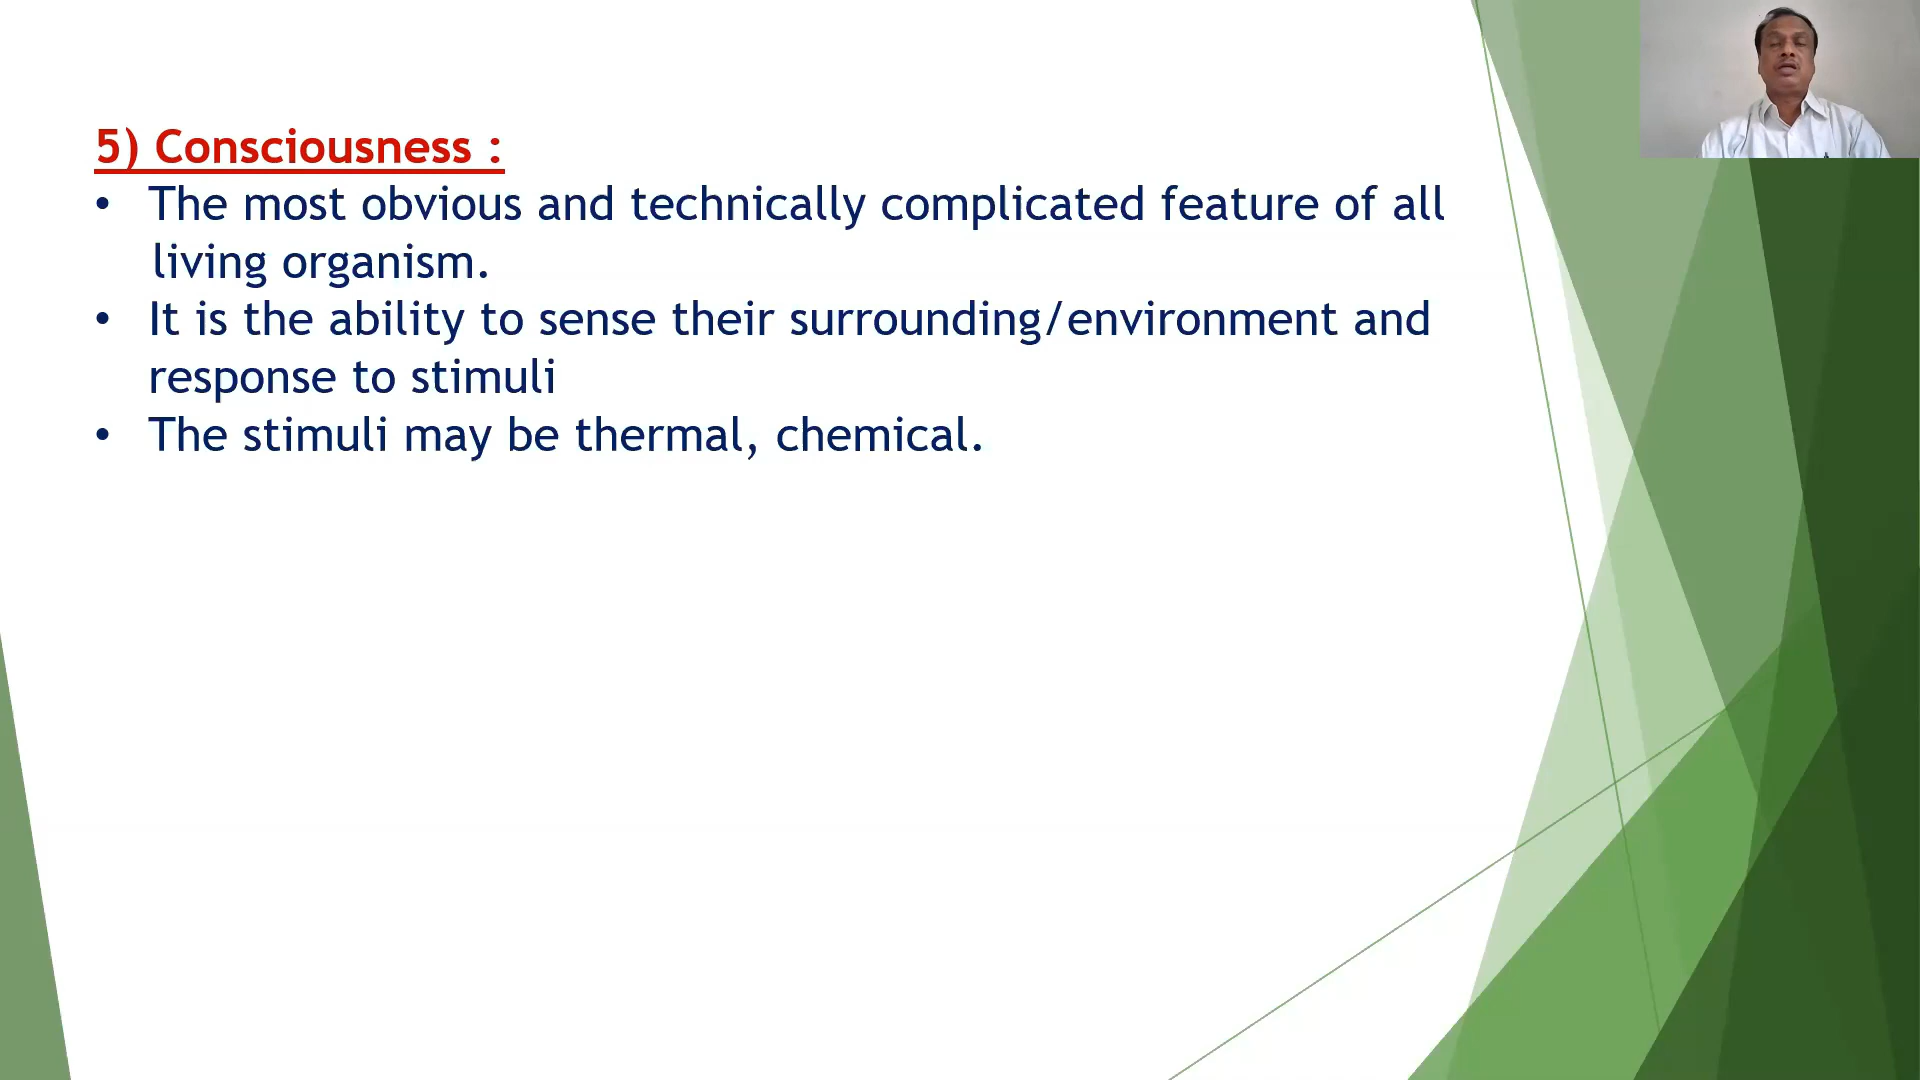 5) Consciousness :
• The most obvious and technically complicated feature of all
living organism.
• It is the ability to sense their surrounding/environment and
response to stimuli
• The stimuli may be thermal, chemical.